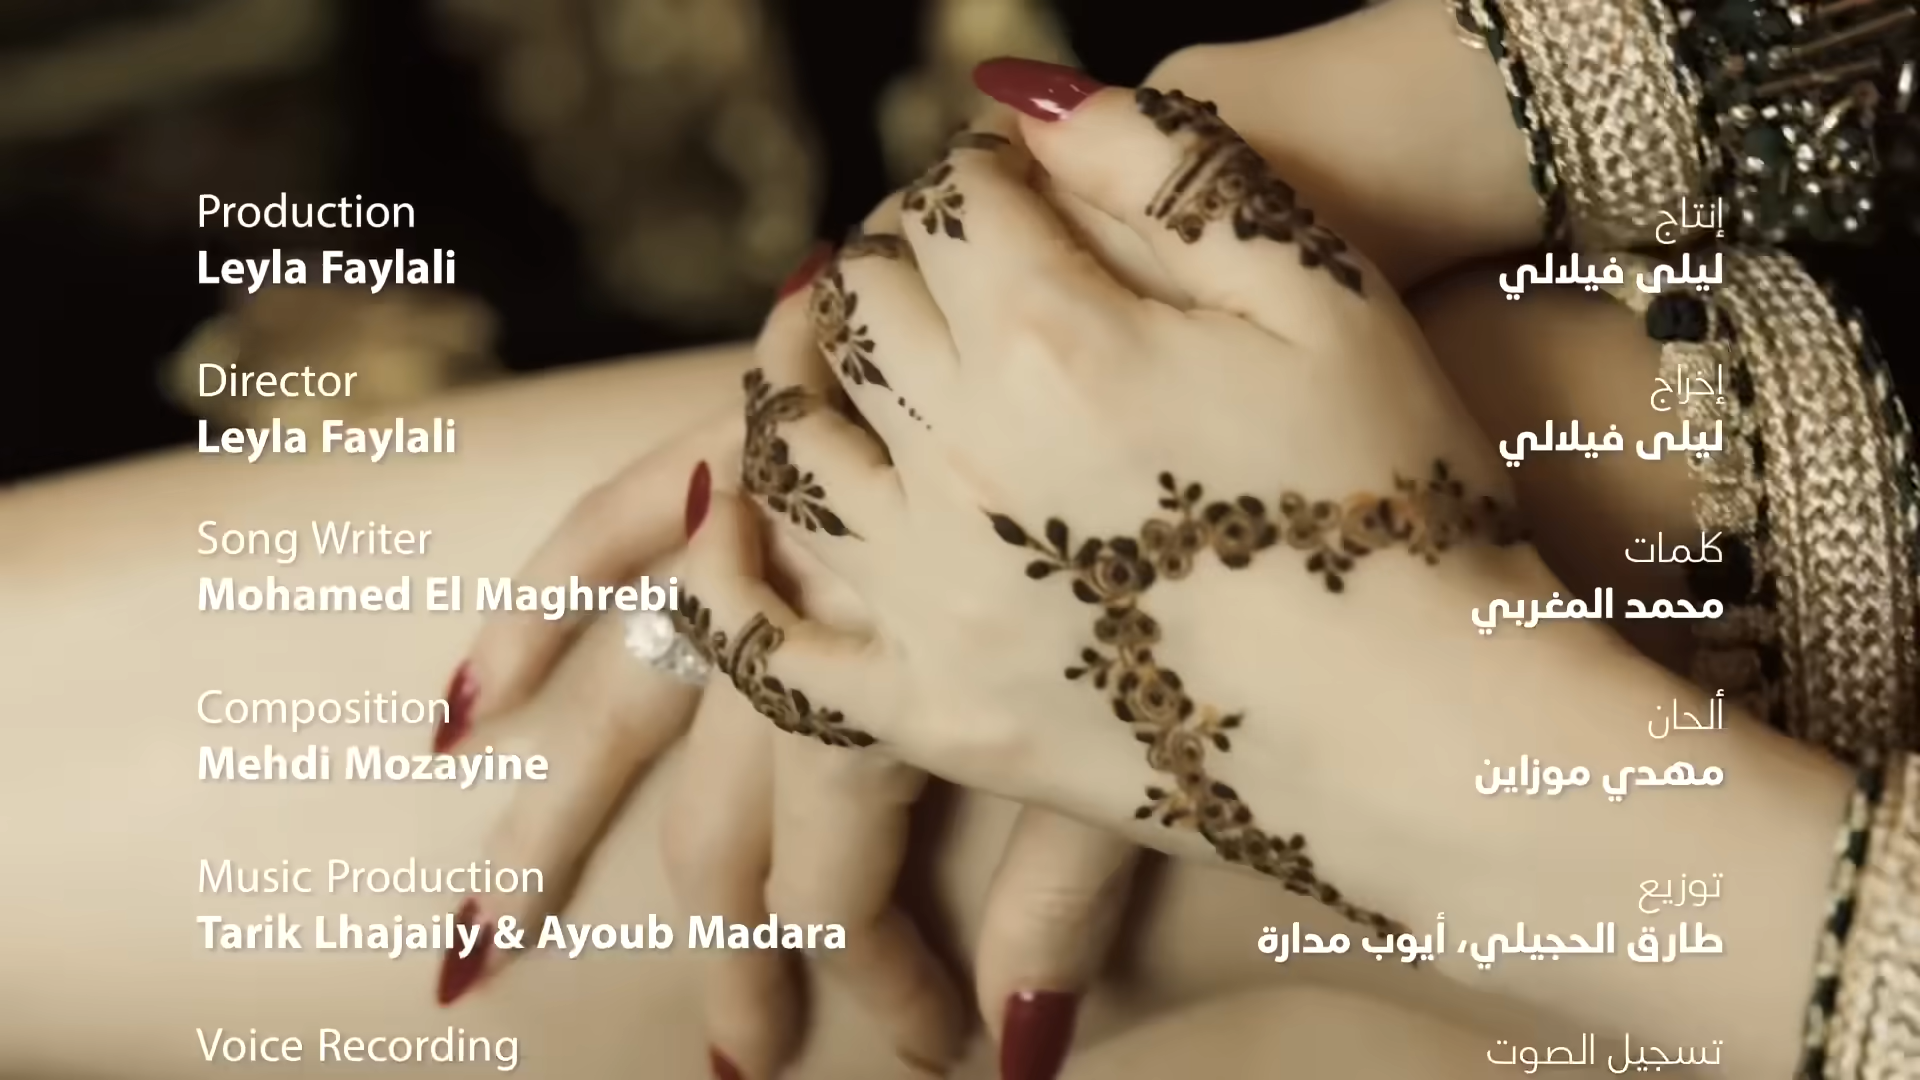 Production
Leyla Faylali
Director
Leyla Faylali
Song Writer
Mohamed El Maghrebi
Composition
Mehdi Mozayine
Music Production
Tarik Lhajaily & Ayoub Madara
Voice Recording
إنتاج
ليلى فيلالي
إخراج
ليلى فيلالي
كلمات
محمد المغربي
ألحان
مهدي موزاين
توزيع
طارق الحجيلي، أيوب مدارة
تسجيل الصوت